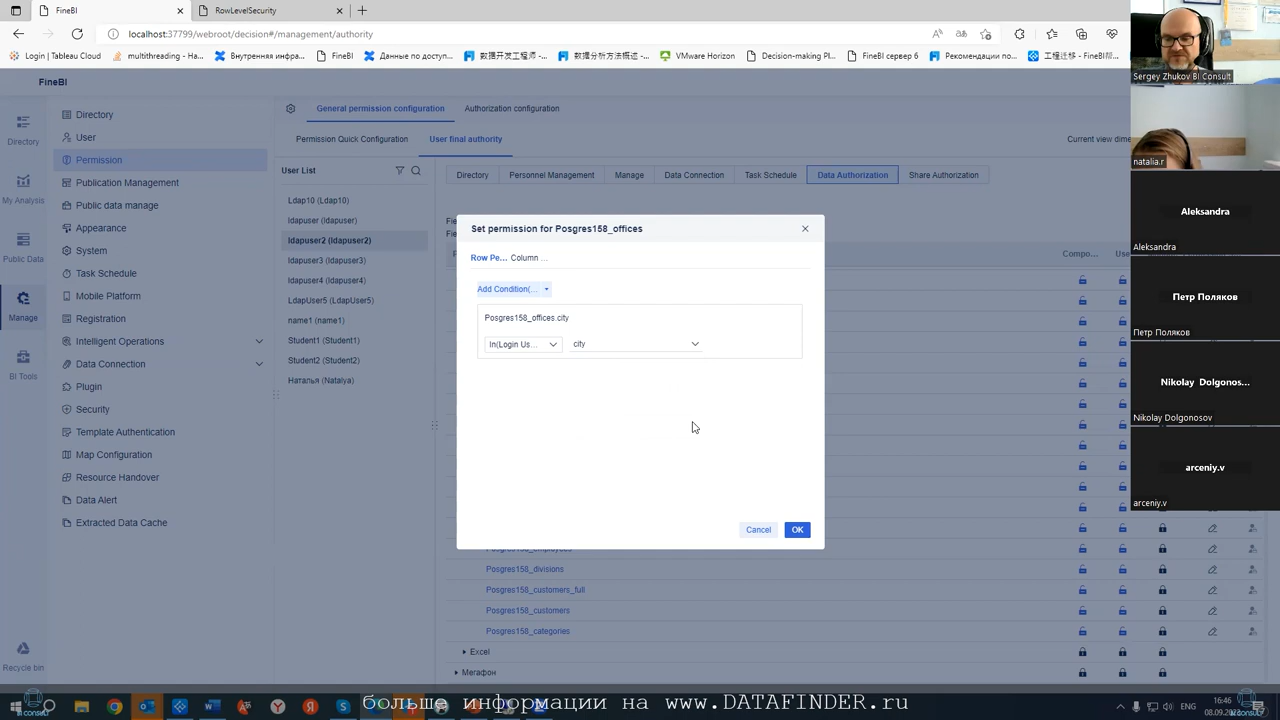 FineBI
RowLevelSecurity
localhost:37799/webroot/decision#/management/authority
Login | Tableau Cloud
multithreading - Ha...
Внутренняя инфра...
FineBI
Данные по доступ...
数据开发工程师 -...
数据分析方法概述 -...
VMware Horizon
Decision-making Pl...
FineBI сервер 6
Рекомендации по...
工程迁移 - FineBI帮...
FineBI
Directory
My Analysis
Public Data
Manage
BI Tools
Recycle bin
Directory
User
Permission
Publication Management
Public data manage
Appearance
System
Task Schedule
Mobile Platform
Registration
Intelligent Operations
Data Connection
Plugin
Security
Template Authentication
Map Configuration
Resource Handover
Data Alert
Extracted Data Cache
General permission configuration
Authorization configuration
Permission Quick Configuration
User final authority
Current view dime
User List
Ldap10 (Ldap10)
ldapuser (ldapuser)
ldapuser2 (ldapuser2)
ldapuser3 (ldapuser3)
ldapuser4 (ldapuser4)
LdapUser5 (LdapUser5)
name1 (name1)
Student1 (Student1)
Student2 (Student2)
Наталья (Natalya)
Directory
Personnel Management
Manage
Data Connection
Task Schedule
Data Authorization
Share Authorization
Compo...
Use
Set permission for Posgres158_offices
Row Pe...
Column ...
Add Condition(...
Posgres158_offices.city
In(Login Us...
city
Cancel
OK
Posgres158_employees
Posgres158_divisions
Posgres158_customers_full
Posgres158_customers
Posgres158_categories
Excel
Мегафон
Sergey Zhukov BI Consult
natalia.r
Aleksandra
Aleksandra
Петр Поляков
Петр Поляков
Nikolay Dolgonos...
Nikolay Dolgonosov
arceniy.v
arceniy.v
больше информации на www.DATAFINDER.ru
ENG
16:46